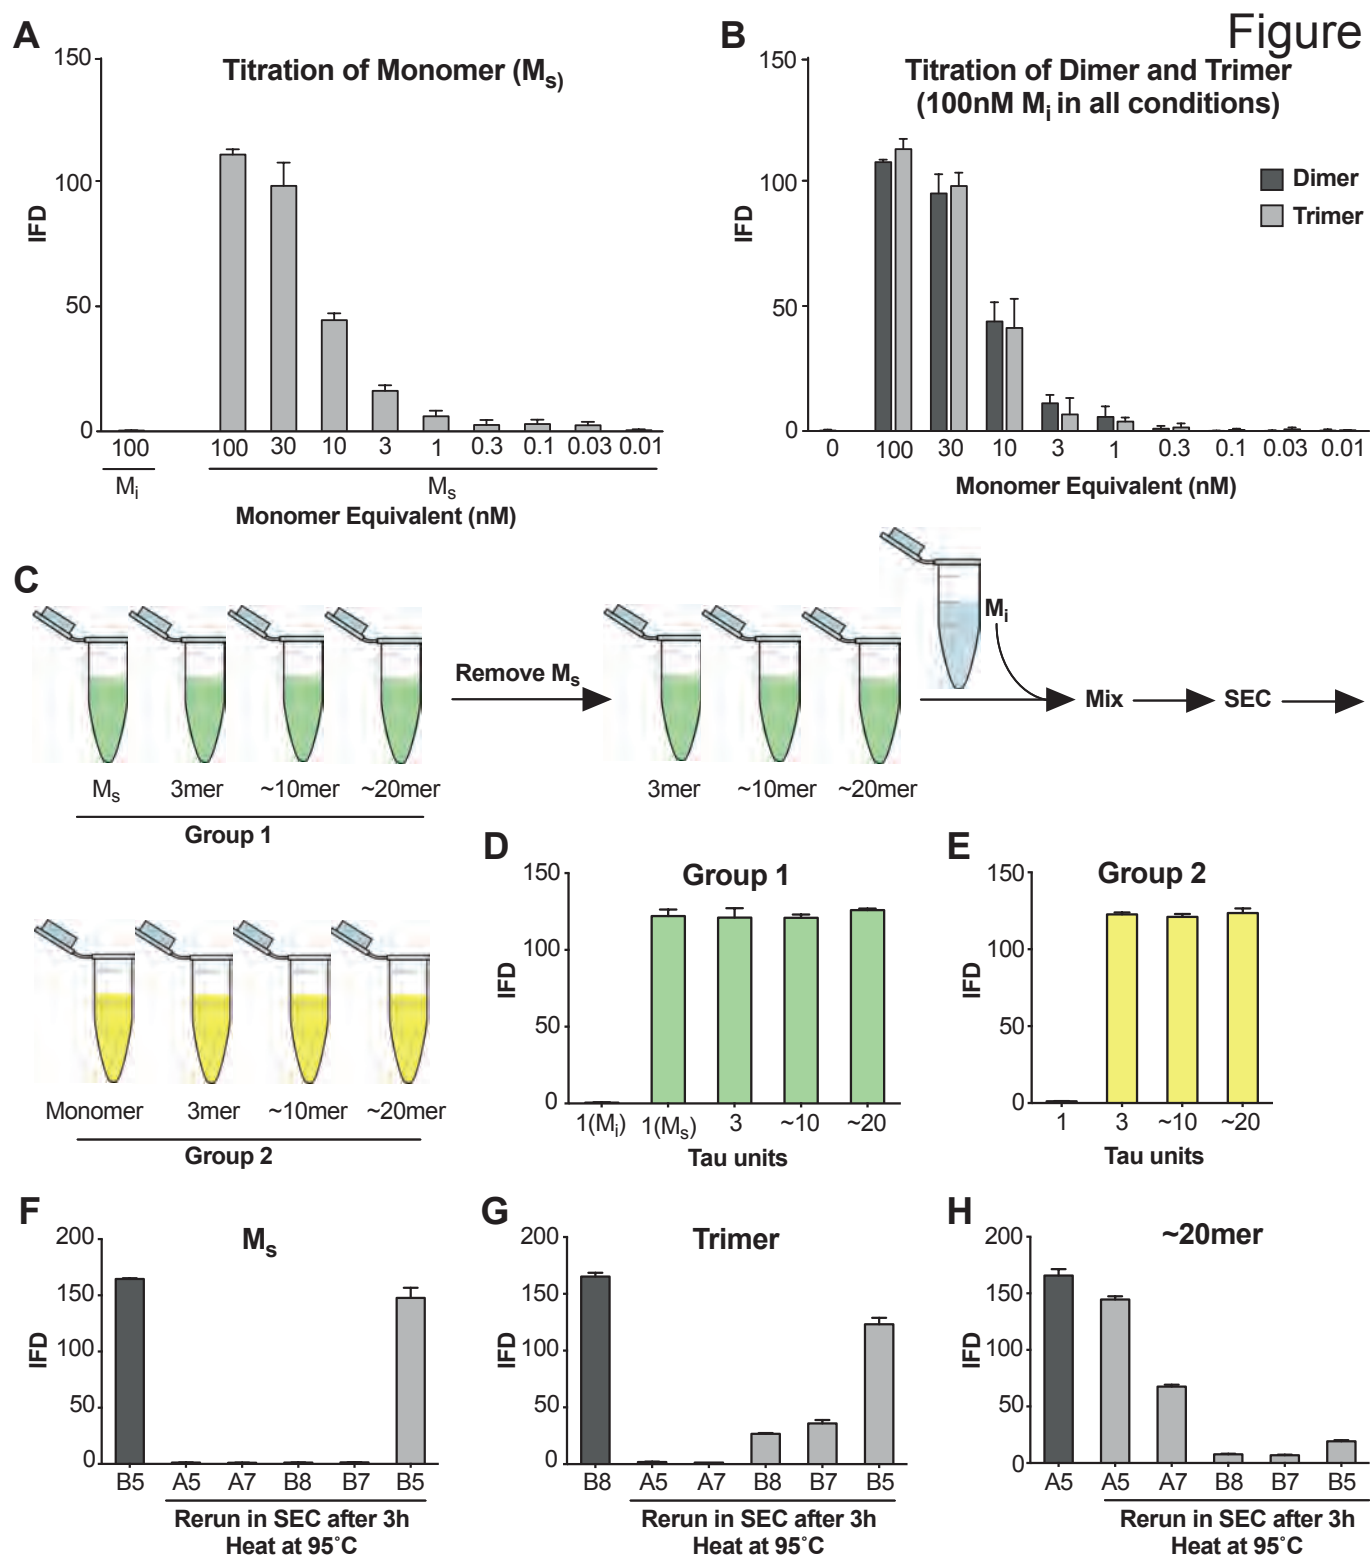 Figure
A
Titration of Monomer (Ms)
IFD
150
100
50
0
100 100 30 10 3 1 0.3 0.1 0.03 0.01
Mi Ms
Monomer Equivalent (nM)
B
Titration of Dimer and Trimer
(100nM Mi in all conditions)
Dimer
Trimer
IFD
150
100
50
0
0 100 30 10 3 1 0.3 0.1 0.03 0.01
Monomer Equivalent (nM)
C
Remove Ms
Mi
Mix
SEC
Ms 3mer ~10mer ~20mer
Group 1
3mer ~10mer ~20mer
Monomer 3mer ~10mer ~20mer
Group 2
D
Group 1
IFD
150
100
50
0
1(Mi) 1(Ms) 3 ~10 ~20
Tau units
E
Group 2
IFD
150
100
50
0
1 3 ~10 ~20
Tau units
F
Ms
IFD
200
150
100
50
0
B5 A5 A7 B8 B7 B5
Rerun in SEC after 3h
Heat at 95˚C
G
Trimer
IFD
200
150
100
50
0
B8 A5 A7 B8 B7 B5
Rerun in SEC after 3h
Heat at 95˚C
H
~20mer
IFD
200
150
100
50
0
A5 A5 A7 B8 B7 B5
Rerun in SEC after 3h
Heat at 95˚C